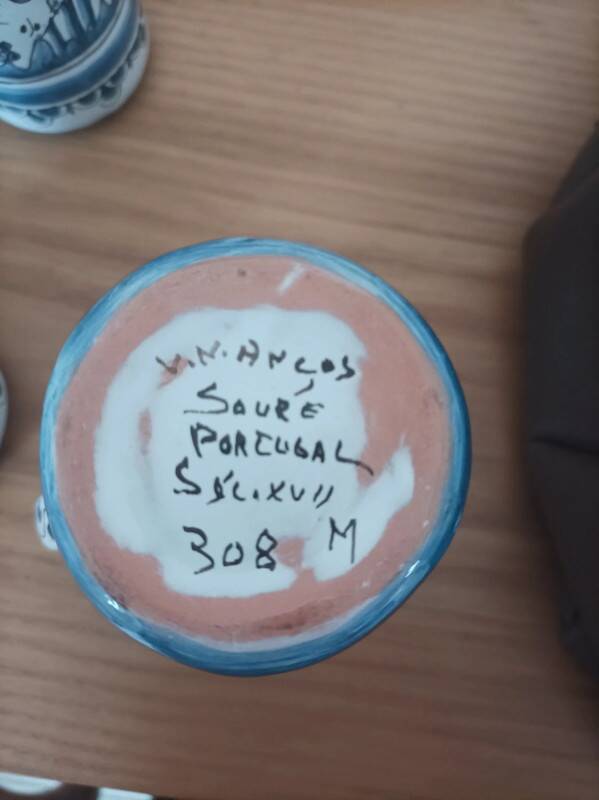 V.N. ANÇOS
SOURE
PORTUGAL
SÉC. XVII
308 M